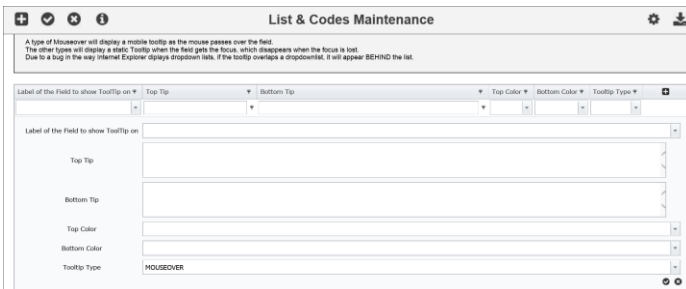 List & Codes Maintenance
A type of Mouseover will display a mobile tooltip as the mouse passes over the field.
The other types will display a static Tooltip when the field gets the focus, which disappears when the focus is lost.
Due to a bug in the way Internet Explorer diplays dropdown lists, if the tooltip overlaps a dropdownlist, it will appear BEHIND the list.
Label of the Field to show ToolTip on Top Tip Bottom Tip Top Color Bottom Color Tooltip Type
Label of the Field to show ToolTip on
Top Tip
Bottom Tip
Top Color
Bottom Color
Tooltip Type MOUSEOVER